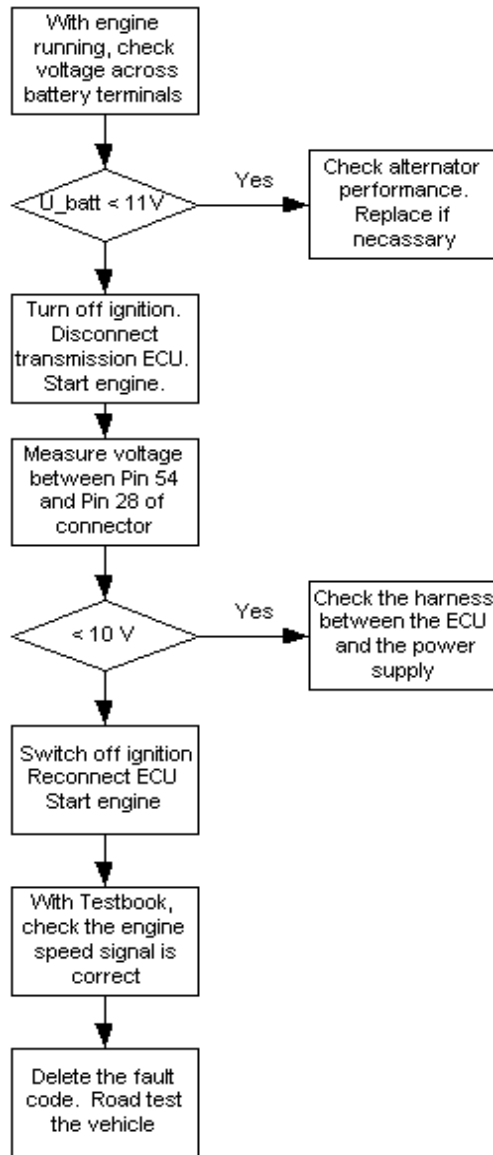 With engine
running, check
voltage across
battery terminals
U_batt < 11V
Yes
Check alternator
performance.
Replace if
necassary
Turn off ignition.
Disconnect
transmission ECU.
Start engine.
Measure voltage
between Pin 54
and Pin 28 of
connector
< 10 V
Yes
Check the harness
between the ECU
and the power
supply
Switch off ignition
Reconnect ECU
Start engine
With Testbook,
check the engine
speed signal is
correct
Delete the fault
code. Road test
the vehicle